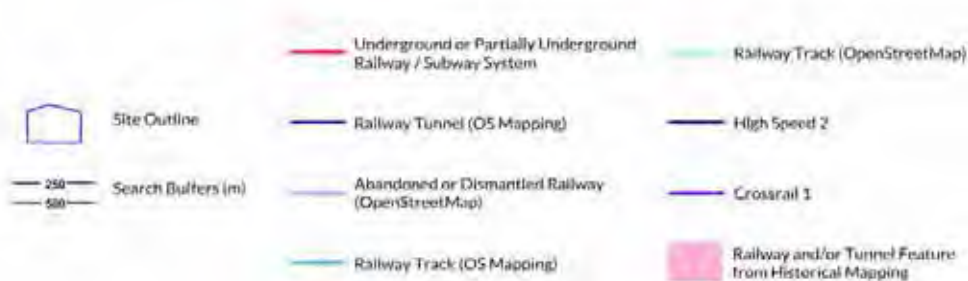 Site Outline
250
500
Search Buffers (m)
Underground or Partially Underground
Railway / Subway System
Railway Tunnel (OS Mapping)
Abandoned or Dismantled Railway
(OpenStreetMap)
Railway Track (OS Mapping)
Railway Track (OpenStreetMap)
High Speed 2
Crossrail 1
Railway and/or Tunnel Feature
from Historical Mapping